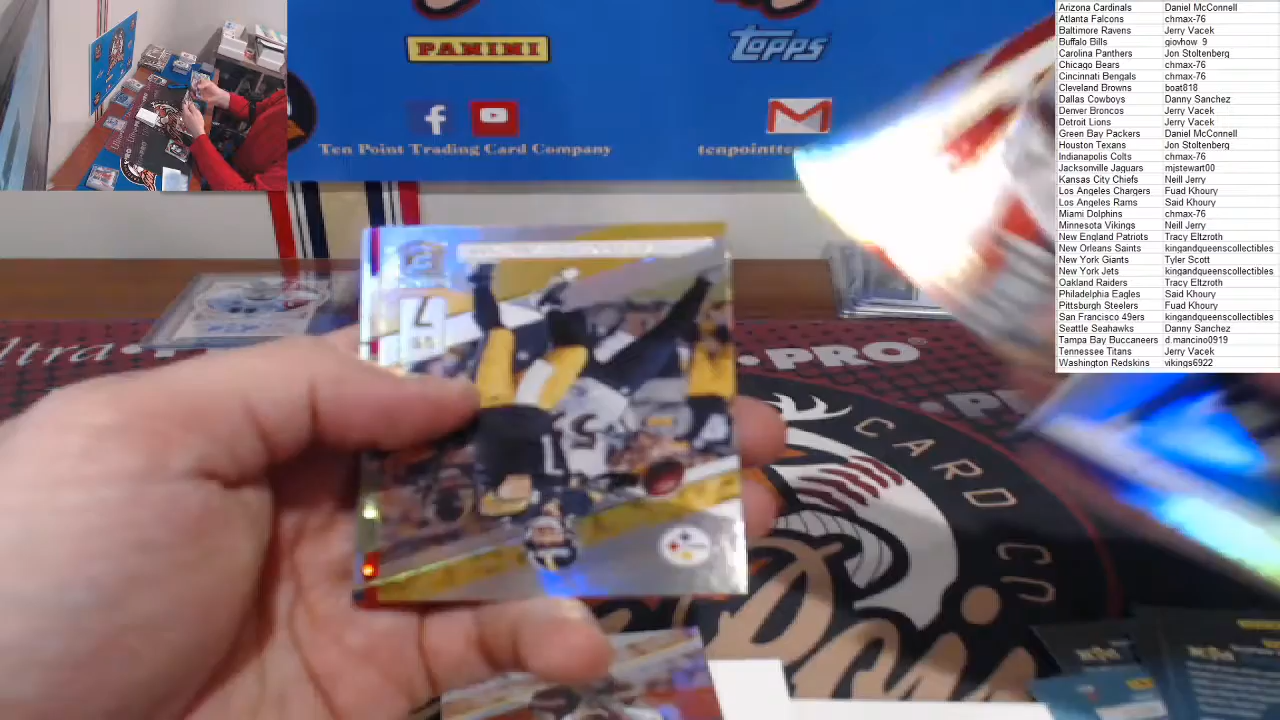 PANINI
TOPPS
Ten Point Trading Card Company
tenpointt
Arizona Cardinals Daniel McConnell
Atlanta Falcons chmax-76
Baltimore Ravens Jerry Vacek
Buffalo Bills giovhow_9
Carolina Panthers Jon Stoltenberg
Chicago Bears chmax-76
Cincinnati Bengals chmax-76
Cleveland Browns boat818
Dallas Cowboys Danny Sanchez
Denver Broncos Jerry Vacek
Detroit Lions Jerry Vacek
Green Bay Packers Daniel McConnell
Houston Texans Jon Stoltenberg
Indianapolis Colts chmax-76
Jacksonville Jaguars mjstewart00
Kansas City Chiefs Neill Jerry
Los Angeles Chargers Fuad Khoury
Los Angeles Rams Said Khoury
Miami Dolphins chmax-76
Minnesota Vikings Neill Jerry
New England Patriots Tracy Eltzroth
New Orleans Saints kingandqueenscollectibles
New York Giants Tyler Scott
New York Jets kingandqueenscollectibles
Oakland Raiders Tracy Eltzroth
Philadelphia Eagles Said Khoury
Pittsburgh Steelers Fuad Khoury
San Francisco 49ers kingandqueenscollectibles
Seattle Seahawks Danny Sanchez
Tampa Bay Buccaneers d.mancino0919
Tennessee Titans Jerry Vacek
Washington Redskins vikings6922
ltra
PRO
CARD CO